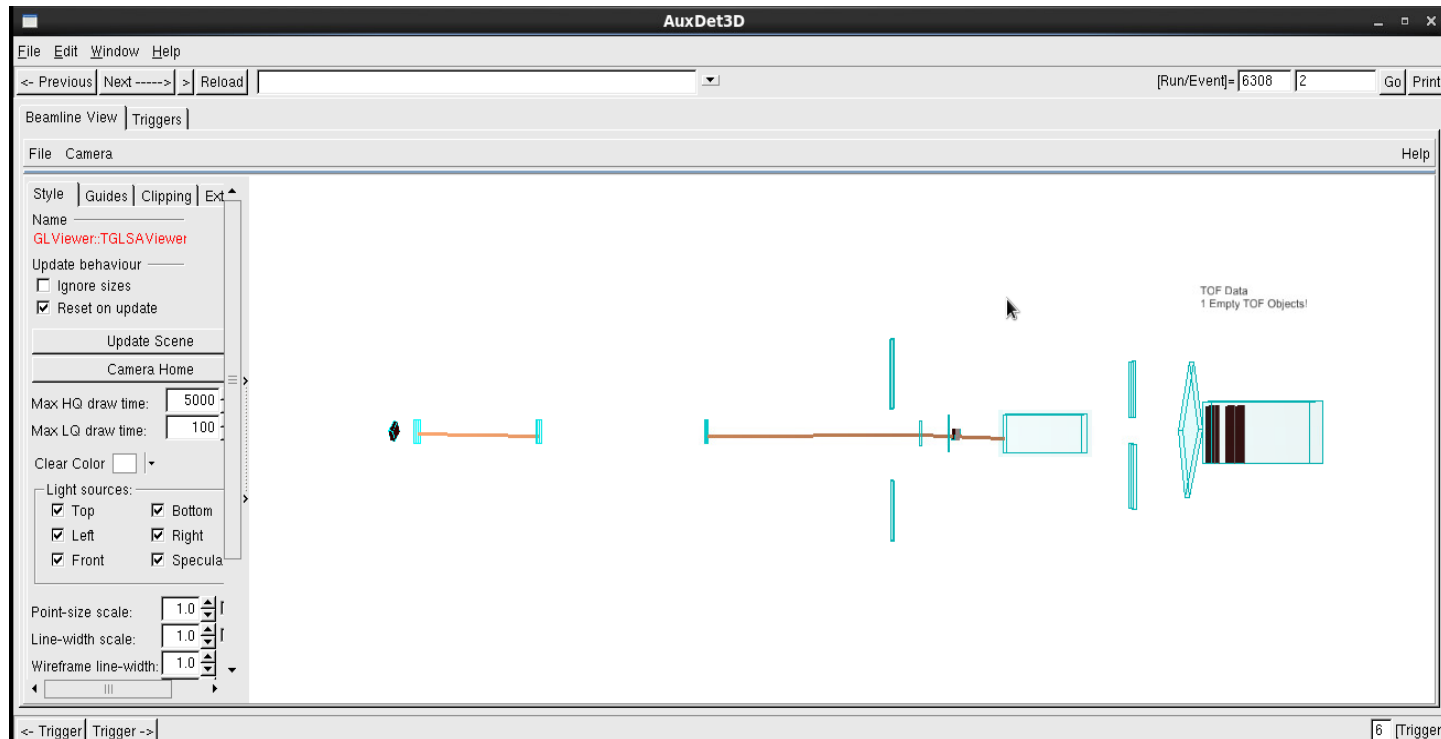 AuxDet3D
File Edit Window Help
<- Previous Next -----> > Reload [Run/Event]= 6308 2 Go Print
Beamline View Triggers
File Camera Help
Style Guides Clipping Ext
Name
GLViewer::TGLSAViewer
Update behaviour
Ignore sizes
Reset on update
Update Scene
Camera Home
Max HQ draw time: 5000
Max LQ draw time: 100
Clear Color
Light sources:
Top Bottom
Left Right
Front Specula
Point-size scale: 1.0
Line-width scale: 1.0
Wireframe line-width: 1.0
TOF Data
1 Empty TOF Objects!
<- Trigger Trigger -> 6 [Trigger